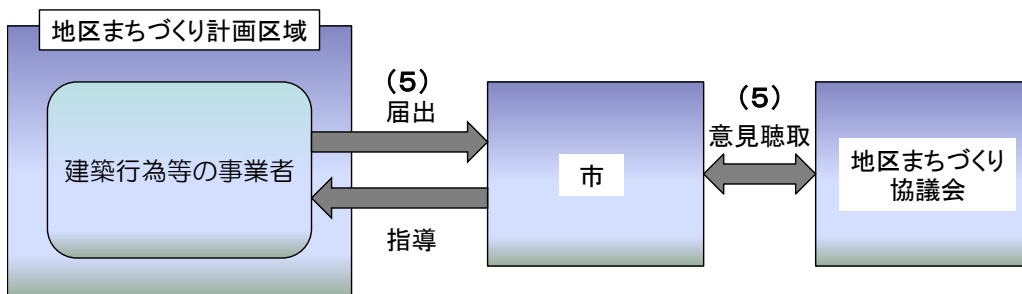 地区まちづくり計画区域
建築行為等の事業者
(5)
届出
指導
市
(5)
意見聴取
地区まちづくり
協議会